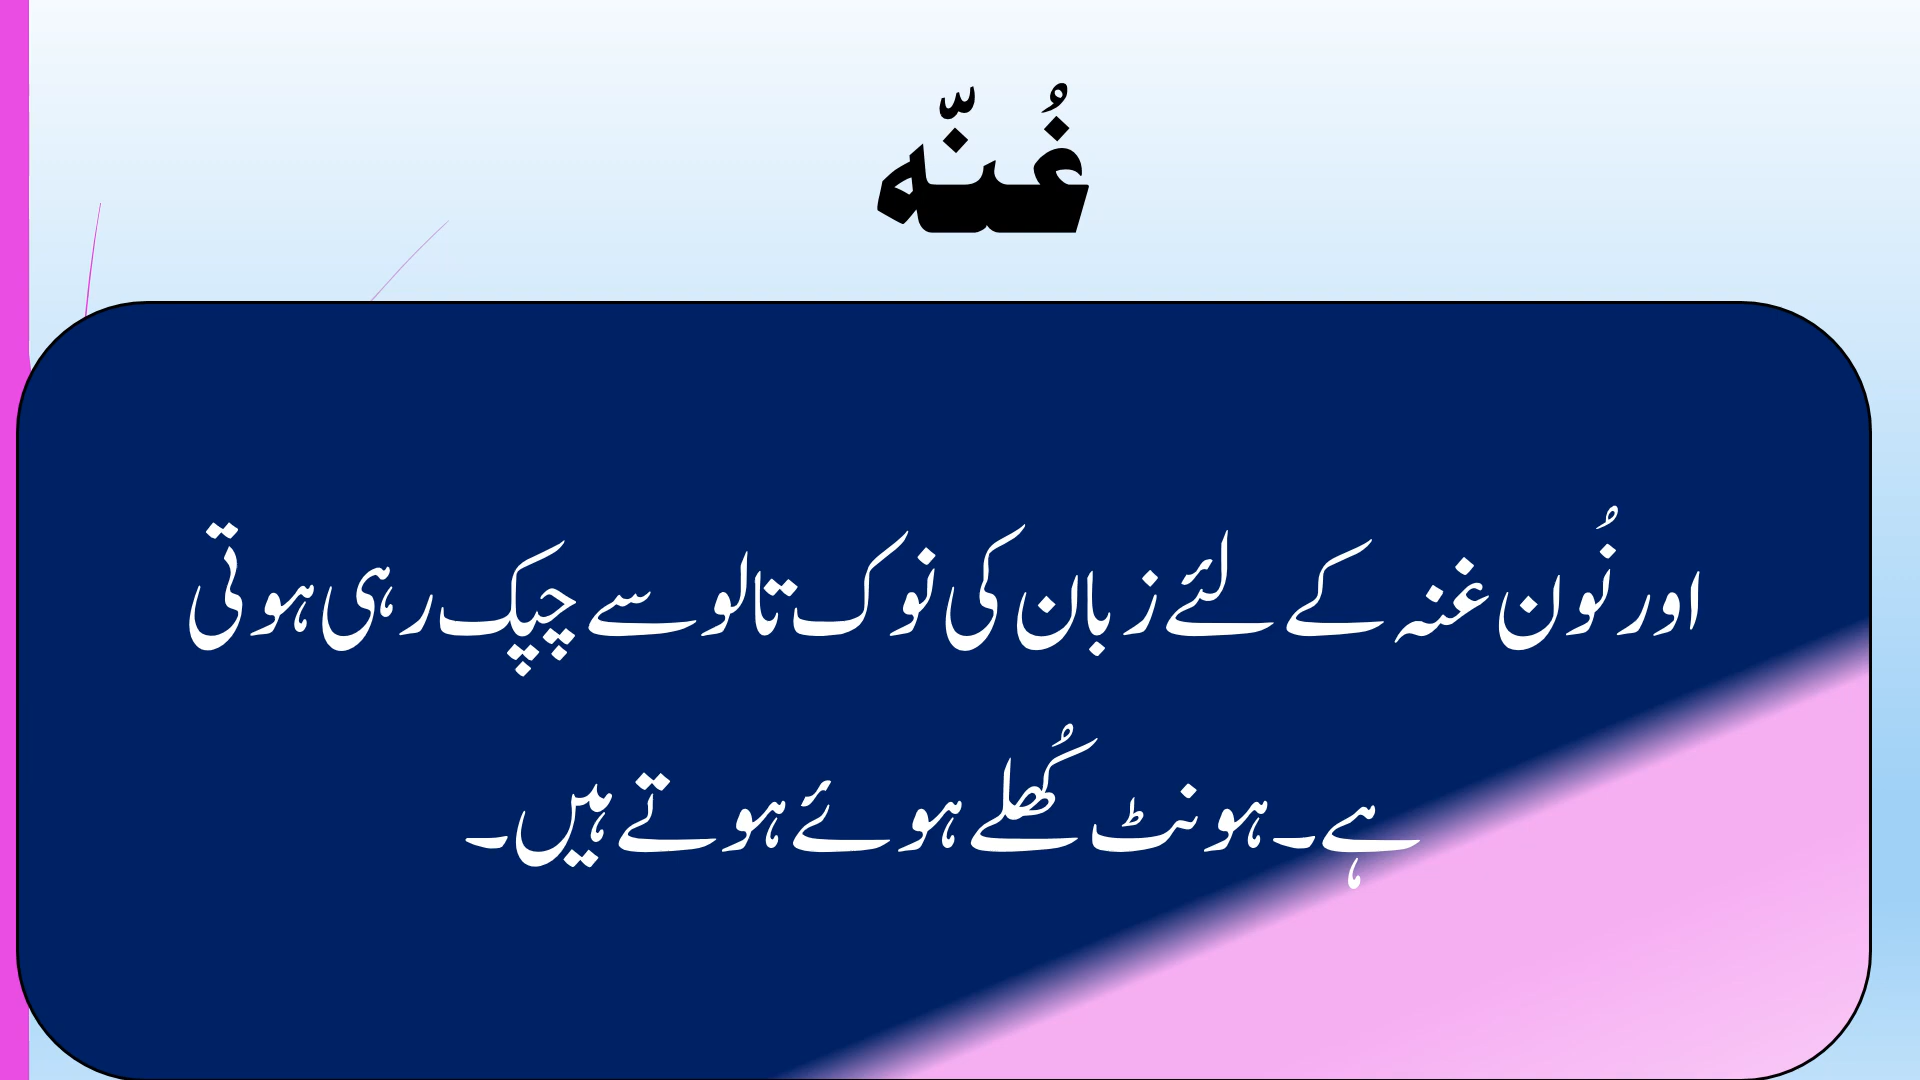 غُنّہ
اور نُون غنہ کے لئے زبان کی نوک تالو سے چپک رہی ہوتی
ہے۔ ہونٹ کُھلے ہوئے ہوتے ہیں۔